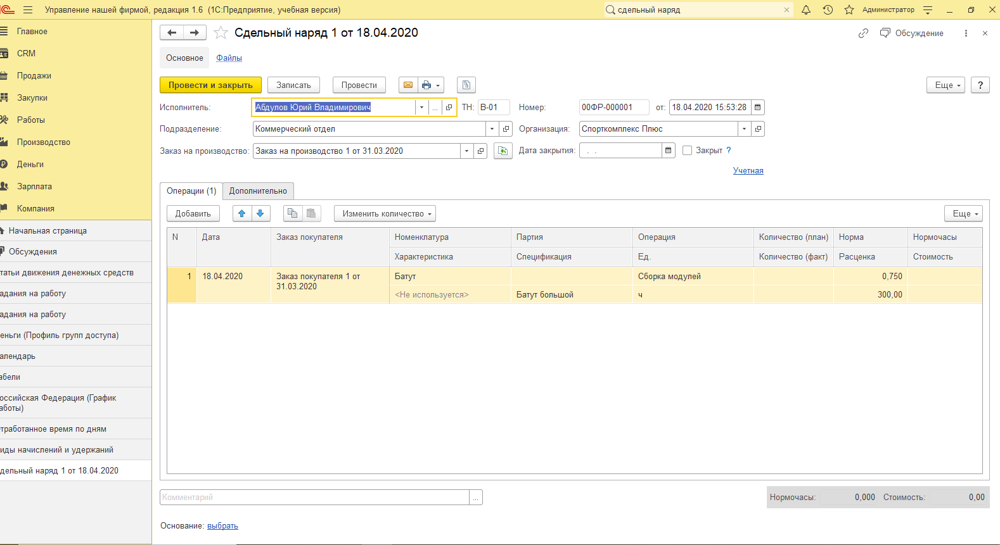 Управление нашей фирмой, редакция 1.6 (1С:Предприятие, учебная версия)
сдельный наряд
Администратор
Главное
CRM
Продажи
Закупки
Работы
Производство
Деньги
Зарплата
Компания
Начальная страница
Обсуждения
татьи движения денежных средств
адания на работу
адания на работу
еньги (Профиль групп доступа)
алендарь
абели
оссийская Федерация (График
аботы)
тработанное время по дням
иды начислений и удержаний
дельный наряд 1 от 18.04.2020
Сдельный наряд 1 от 18.04.2020
Обсуждение
Основное Файлы
Провести и закрыть Записать Провести Еще ?
Исполнитель: Абдулов Юрий Владимирович ... ТН: В-01 Номер: 00ФР-000001 от: 18.04.2020 15:53:28
Подразделение: Коммерческий отдел Организация: Спорткомплекс Плюс
Заказ на производство: Заказ на производство 1 от 31.03.2020 Дата закрытия: . . Закрыт ?
Учетная
Операции (1) Дополнительно
Добавить Изменить количество Еще
N Дата Заказ покупателя Номенклатура Партия Операция Количество (план) Норма Нормочасы
Характеристика Спецификация Ед. Количество (факт) Расценка Стоимость
1 18.04.2020 Заказ покупателя 1 от Батут Сборка модулей 0,750
31.03.2020
<Не используется> Батут большой ч 300,00
Комментарий ...
Нормочасы: 0,000 Стоимость: 0,00
Основание: выбрать